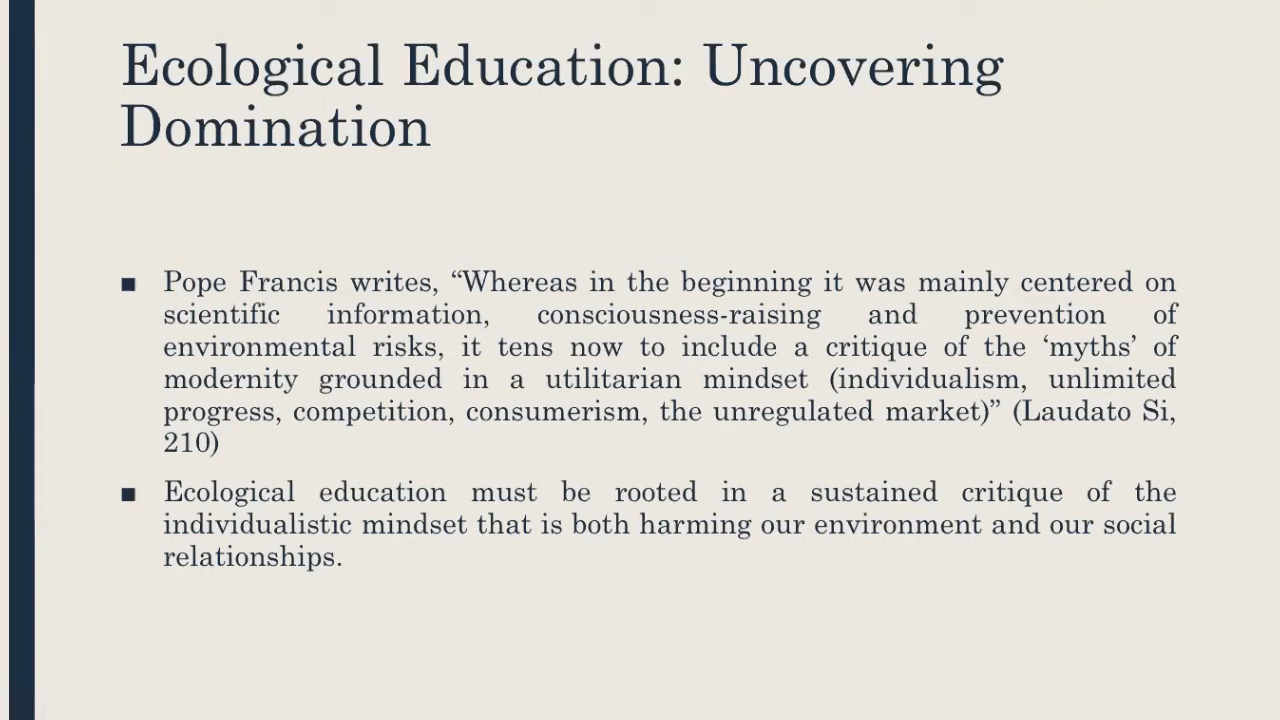 Ecological Education: Uncovering
Domination
■ Pope Francis writes, “Whereas in the beginning it was mainly centered on
scientific information, consciousness-raising and prevention of
environmental risks, it tens now to include a critique of the ‘myths’ of
modernity grounded in a utilitarian mindset (individualism, unlimited
progress, competition, consumerism, the unregulated market)” (Laudato Si,
210)
■ Ecological education must be rooted in a sustained critique of the
individualistic mindset that is both harming our environment and our social
relationships.